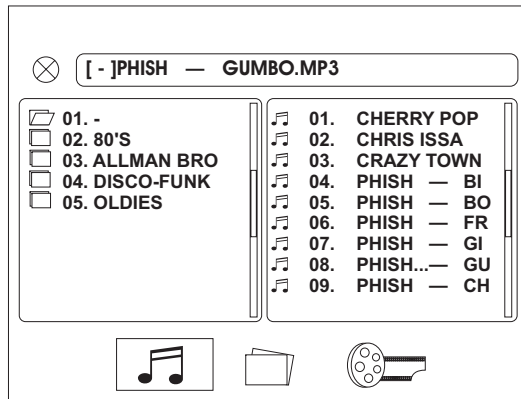 [ - ]PHISH — GUMBO.MP3
01. -
02. 80'S
03. ALLMAN BRO
04. DISCO-FUNK
05. OLDIES
01. CHERRY POP
02. CHRIS ISSA
03. CRAZY TOWN
04. PHISH — BI
05. PHISH — BO
06. PHISH — FR
07. PHISH — GI
08. PHISH...— GU
09. PHISH — CH